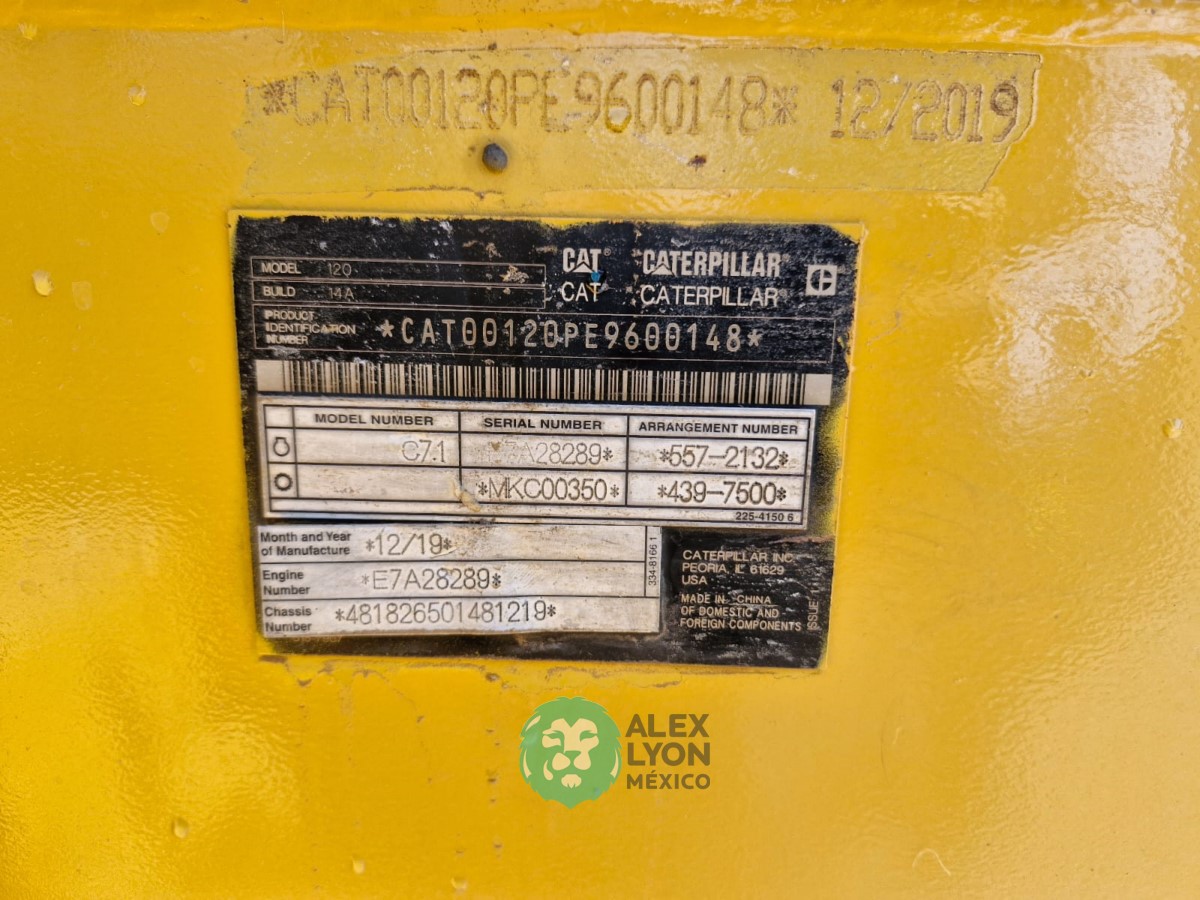 *CAT00120PE9600148* 12/2019
MODEL 120
BUILD 14A
CAT® CATERPILLAR®
CAT CATERPILLAR
PRODUCT IDENTIFICATION NUMBER *CAT00120PE9600148*
MODEL NUMBER SERIAL NUMBER ARRANGEMENT NUMBER
C7.1 E7A28289* *557-2132*
*MKC00350* *439-7500*
225-4150 6
Month and Year of Manufacture *12/19*
Engine Number *E7A28289*
Chassis Number *481826501481219*
334-8166 1
CATERPILLAR INC.
PEORIA, IL 61629
USA
MADE IN CHINA
OF DOMESTIC AND
FOREIGN COMPONENTS
ISSUE
ALEX
LYON
MÉXICO